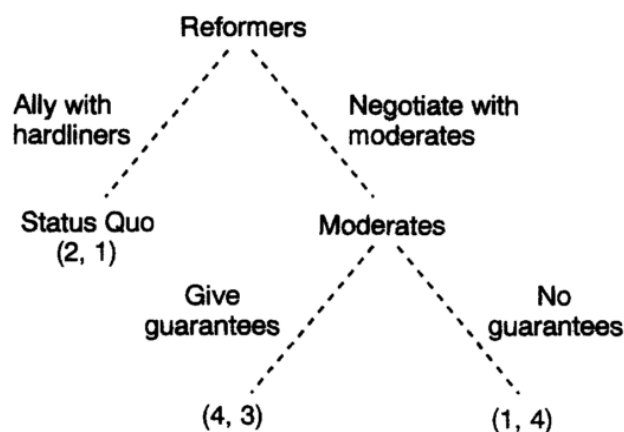 Reformers
Ally with
hardliners
Negotiate with
moderates
Status Quo
(2, 1)
Moderates
Give
guarantees
No
guarantees
(4, 3)
(1, 4)